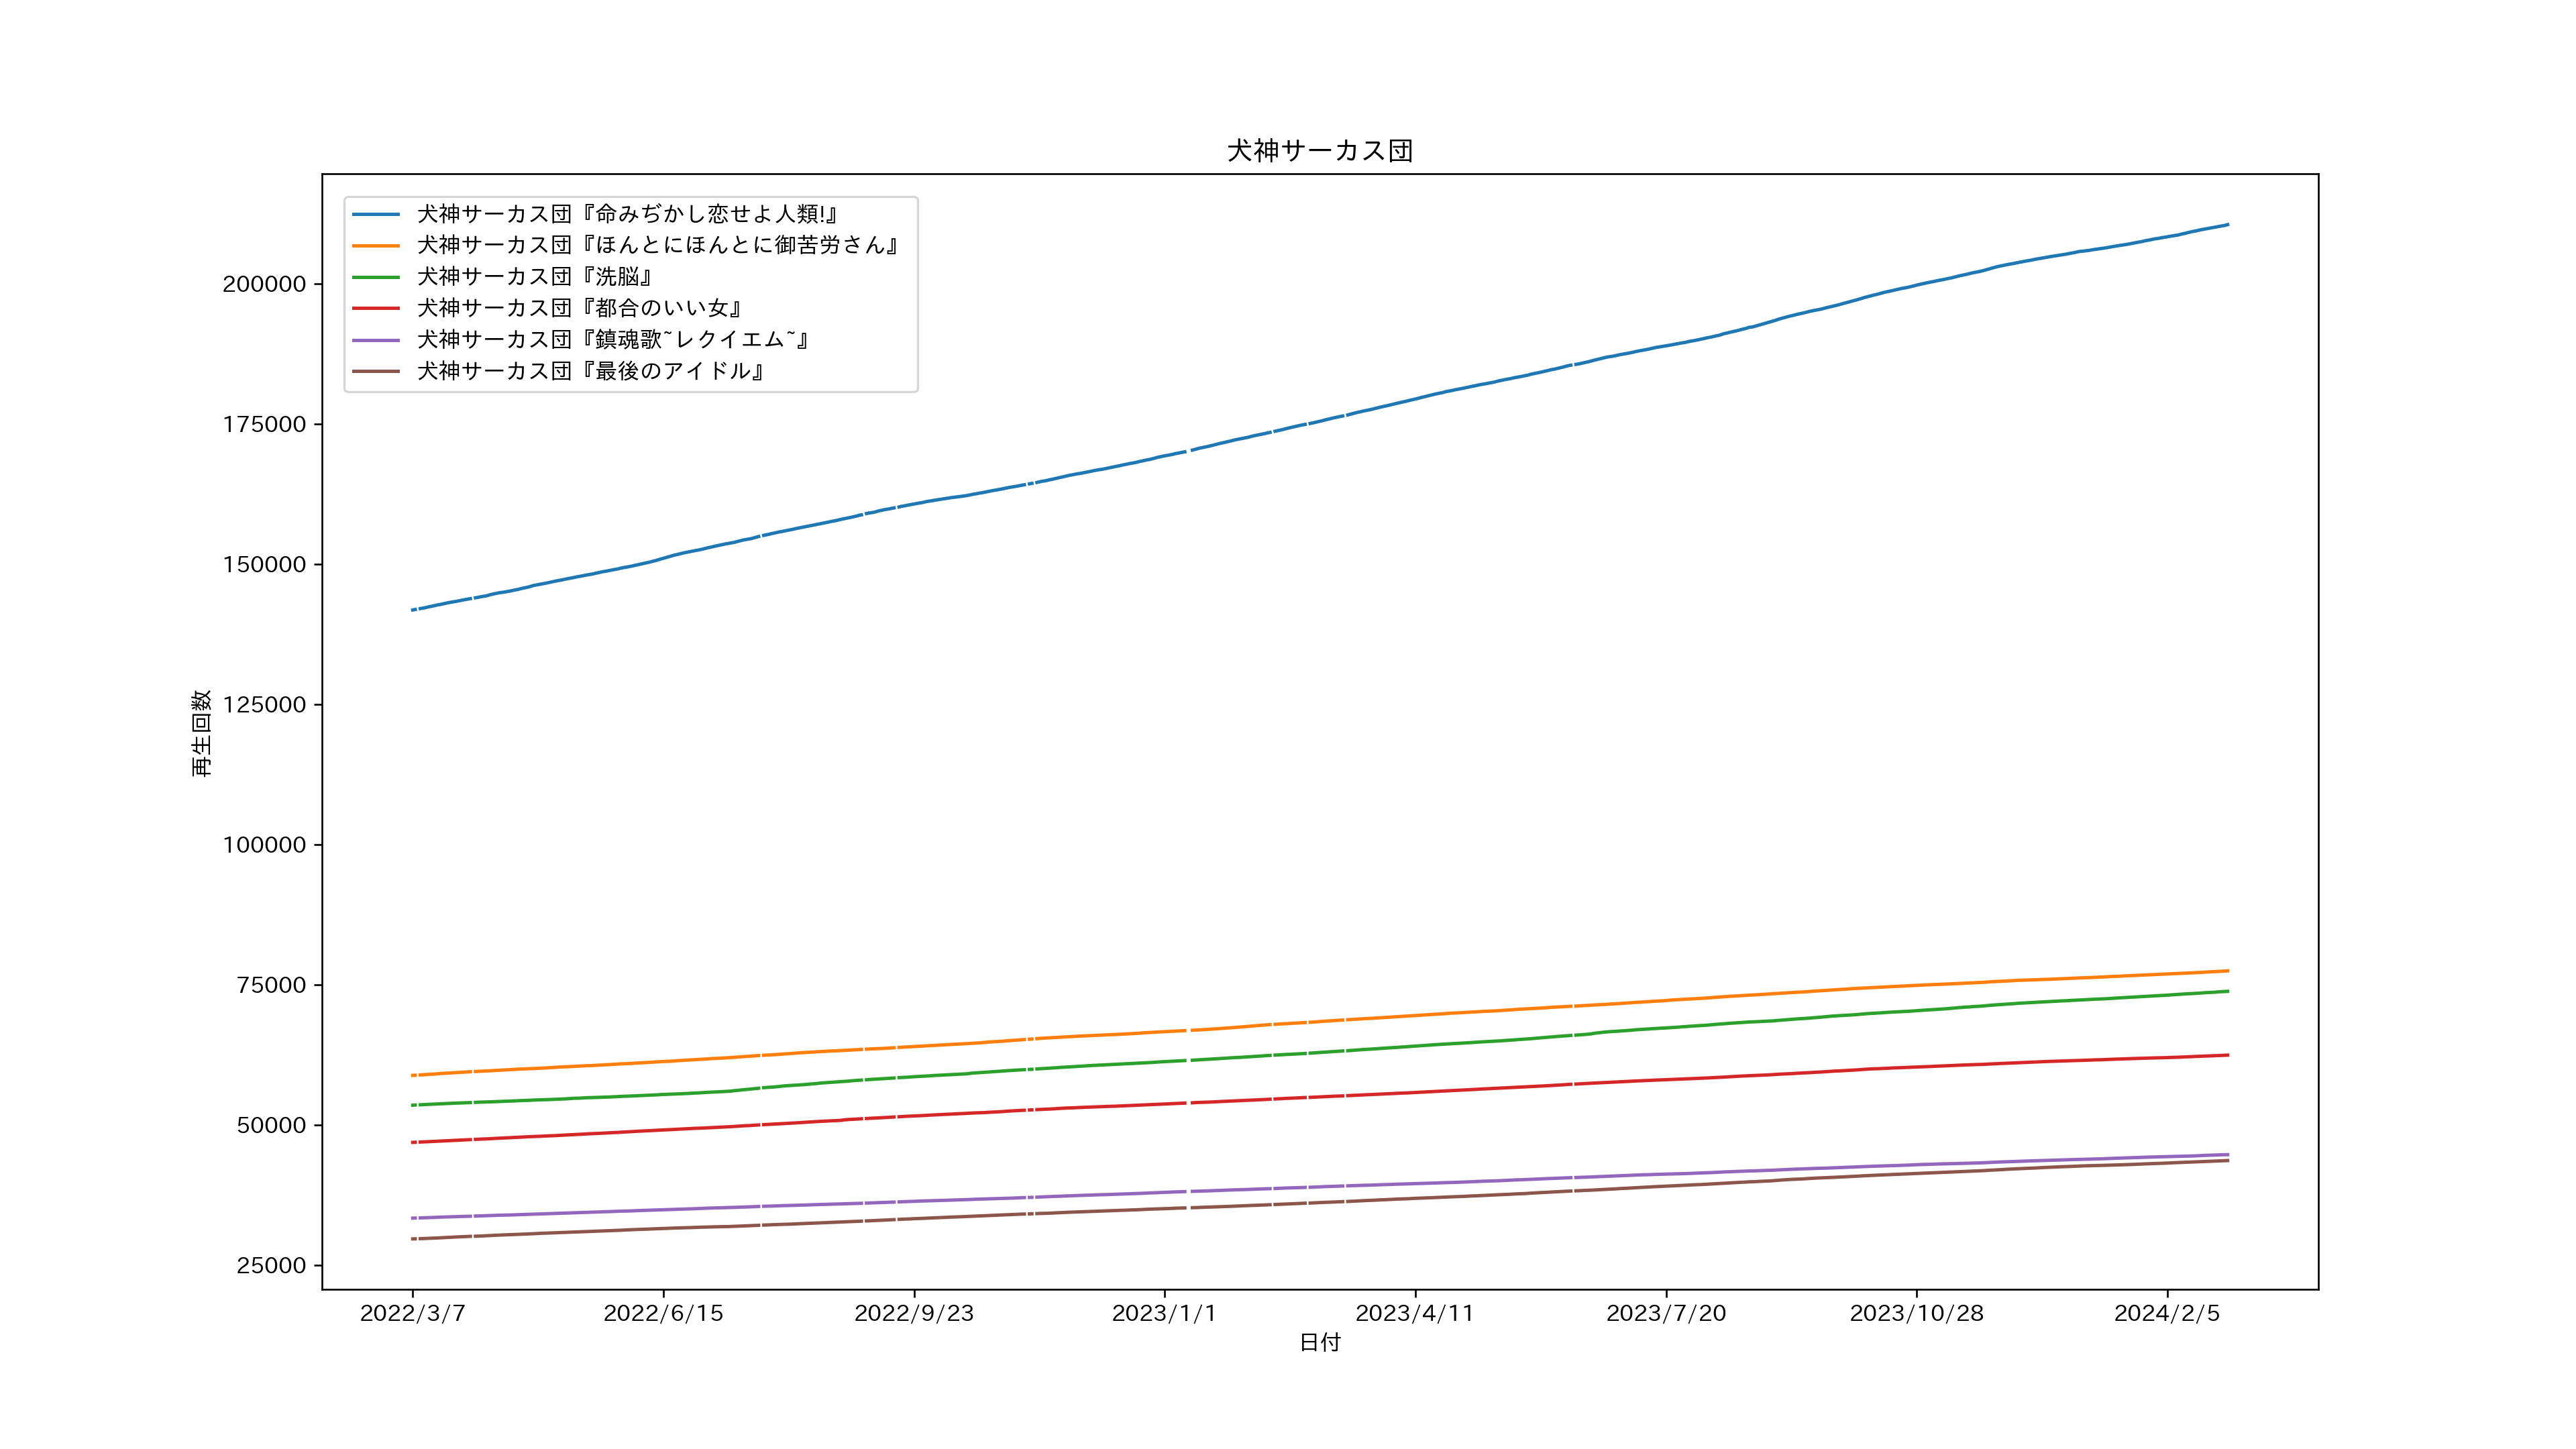 犬神サーカス団
犬神サーカス団『命みぢかし恋せよ人類!』
犬神サーカス団『ほんとにほんとに御苦労さん』
犬神サーカス団『洗脳』
犬神サーカス団『都合のいい女』
犬神サーカス団『鎮魂歌~レクイエム~』
犬神サーカス団『最後のアイドル』
再生回数
200000
175000
150000
125000
100000
75000
50000
25000
2022/3/7 2022/6/15 2022/9/23 2023/1/1 2023/4/11 2023/7/20 2023/10/28 2024/2/5
日付